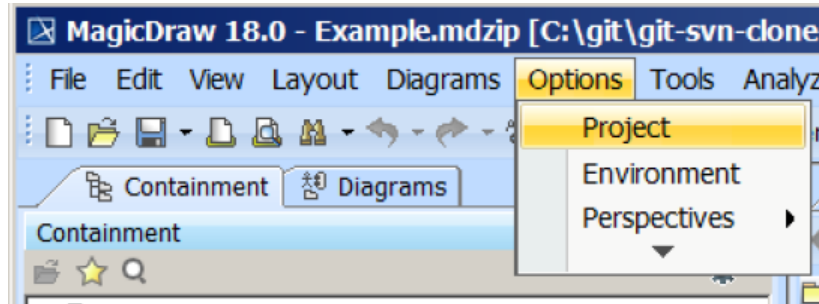 MagicDraw 18.0 - Example.mdzip [C:\git\git-svn-clone
File Edit View Layout Diagrams Options Tools Analyz
Project
Environment
Perspectives
Containment Diagrams
Containment